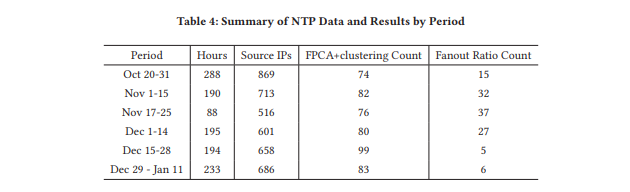 Table 4: Summary of NTP Data and Results by Period
Period Hours Source IPs FPCA+clustering Count Fanout Ratio Count
Oct 20-31 288 869 74 15
Nov 1-15 190 713 82 32
Nov 17-25 88 516 76 37
Dec 1-14 195 601 80 27
Dec 15-28 194 658 99 5
Dec 29 - Jan 11 233 686 83 6